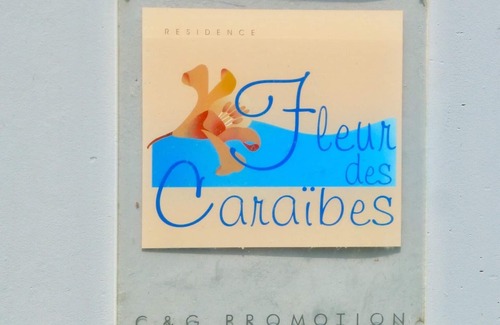 RESIDENCE
Fleur
des
Caraïbes
C & G PROMOTION